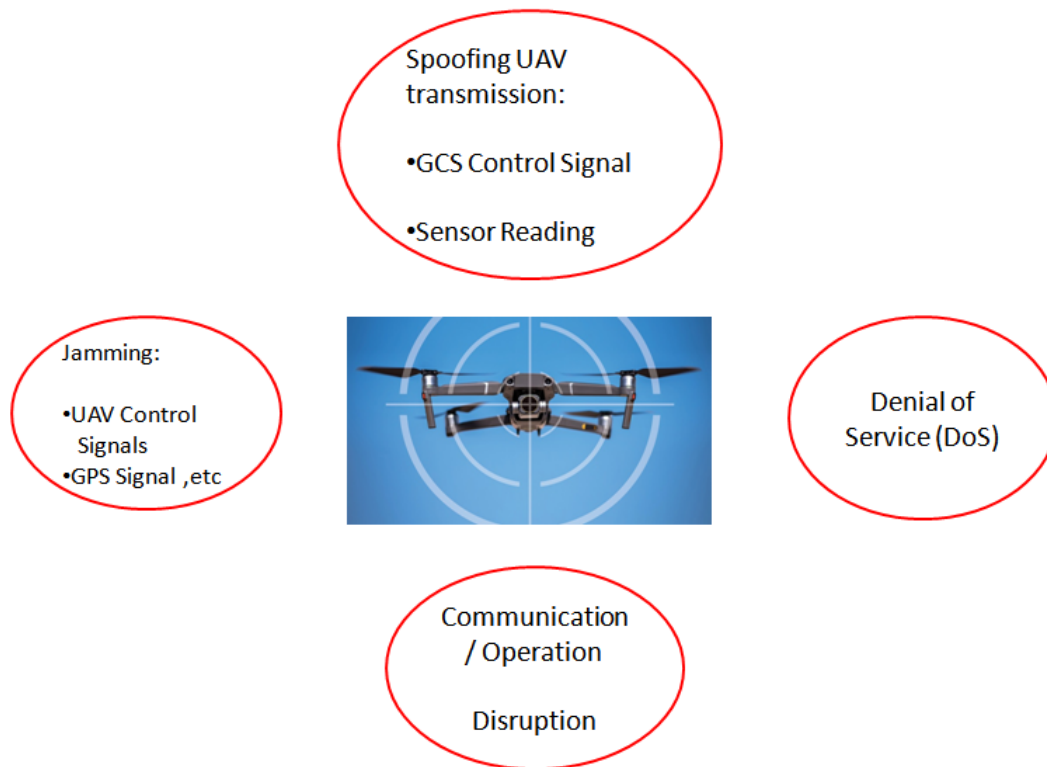 Spoofing UAV
transmission:
•GCS Control Signal
•Sensor Reading
Jamming:
•UAV Control
Signals
•GPS Signal ,etc
Denial of
Service (DoS)
Communication
/ Operation
Disruption